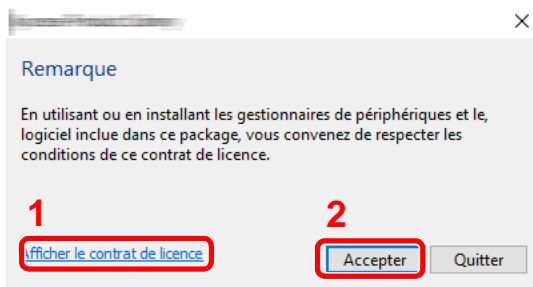 Remarque
En utilisant ou en installant les gestionnaires de périphériques et le,
logiciel inclue dans ce package, vous convenez de respecter les
conditions de ce contrat de licence.
1
2
Afficher le contrat de licence
Accepter
Quitter